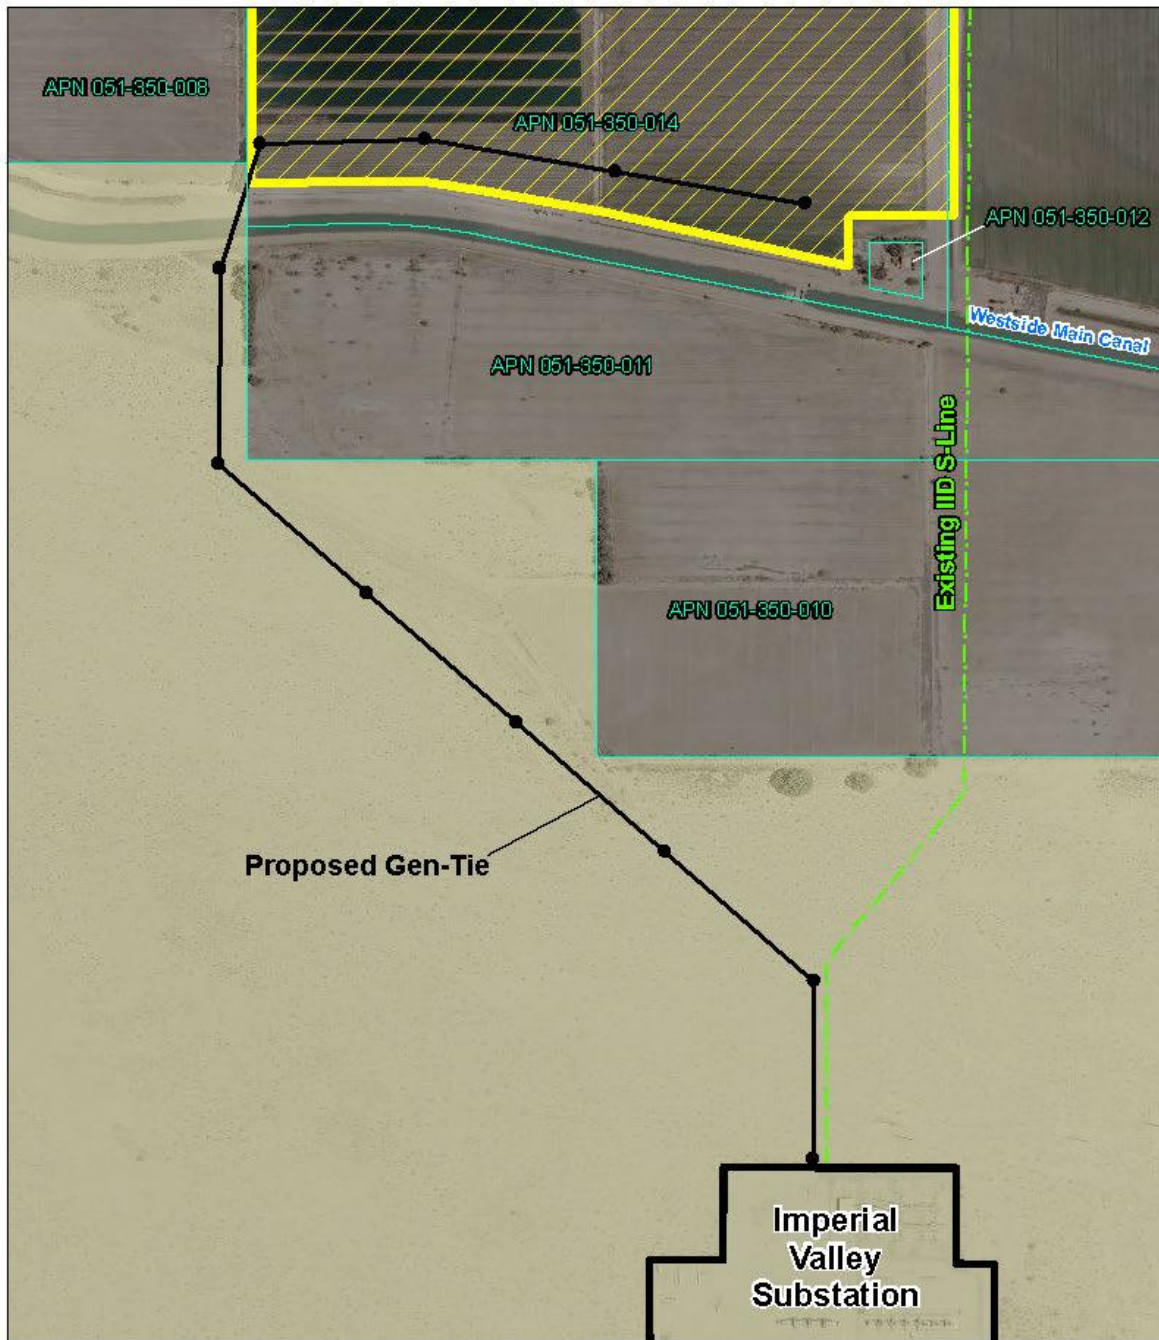 APN 051-350-008
APN 051-350-014
APN 051-350-012
Westside Main Canal
APN 051-350-011
Existing IID S-Line
APN 051-350-010
Proposed Gen-Tie
Imperial
Valley
Substation